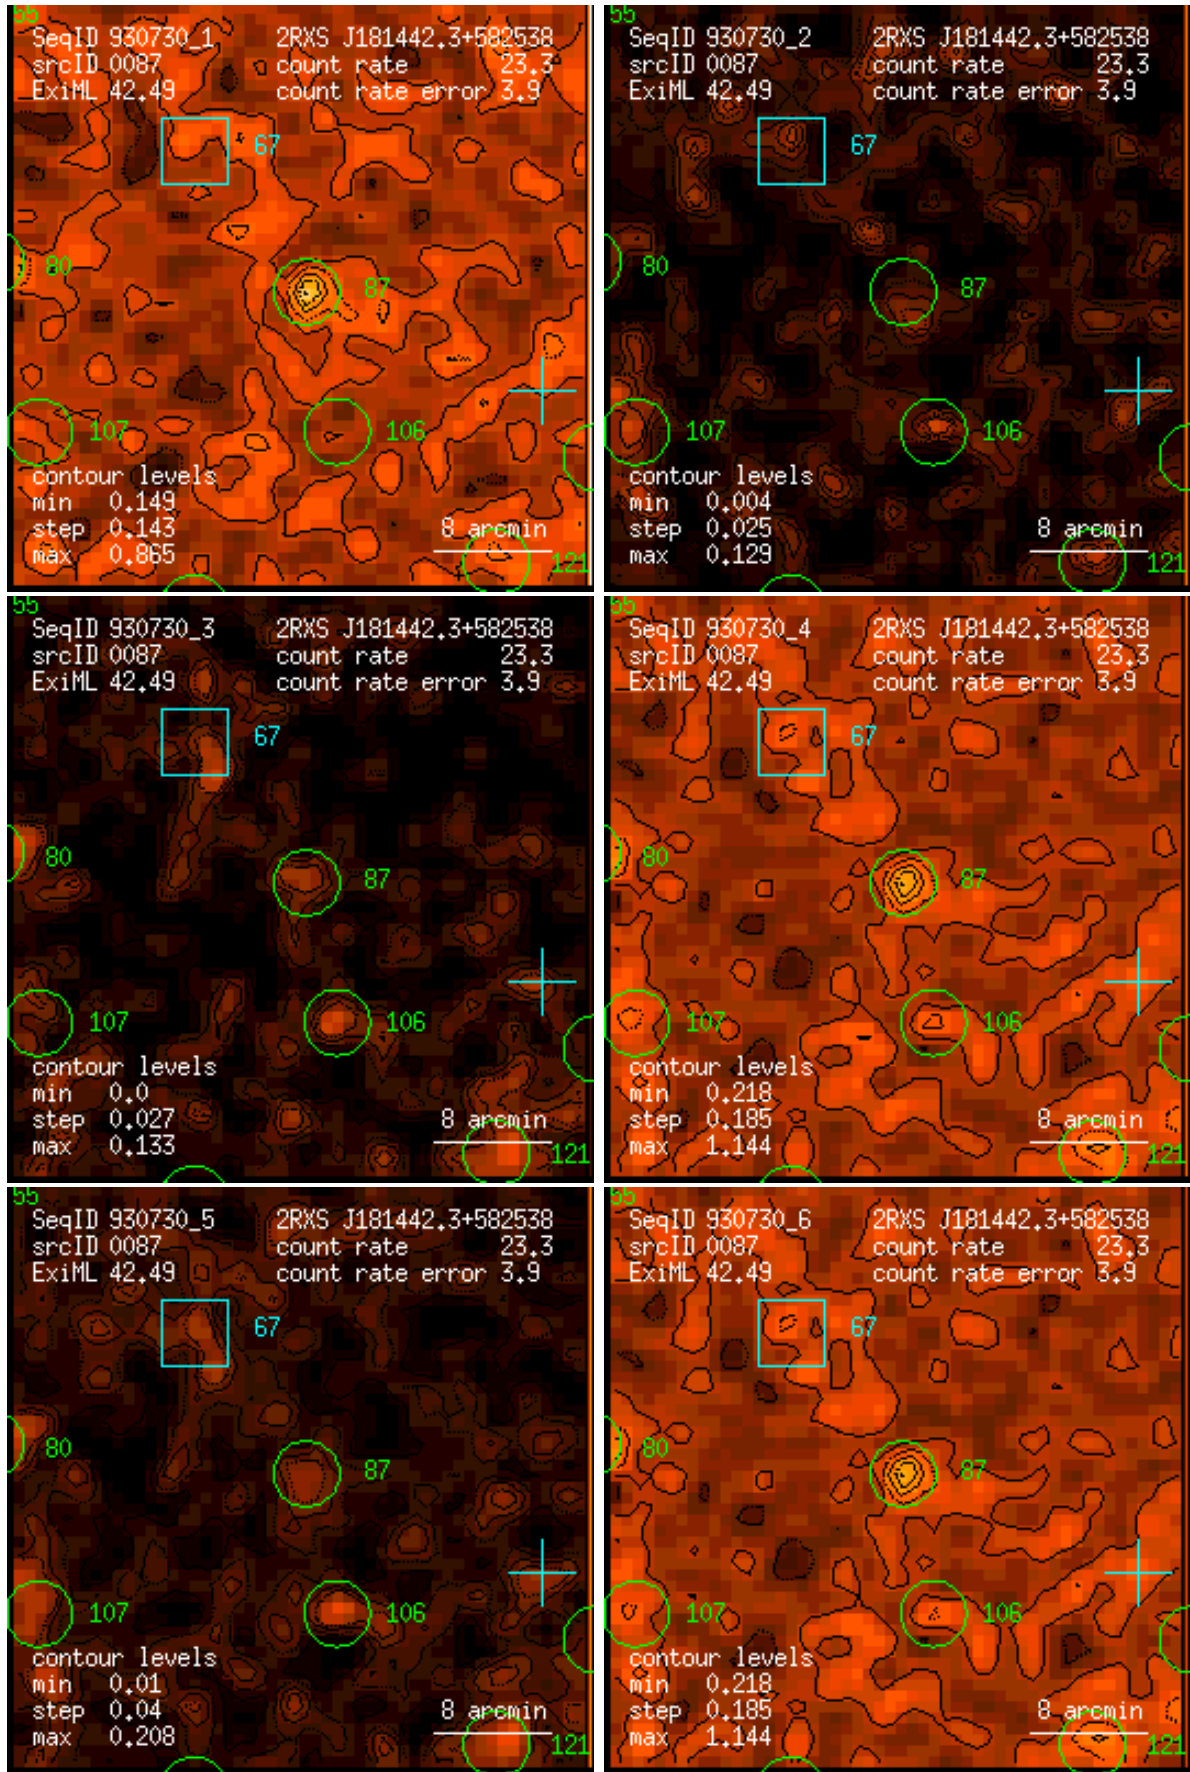 55
SeqID 930730_1 2RXS J181442.3+582538
srcID 0087 count rate 23.3
ExiML 42.49 count rate error 3.9
67
80
87
107
106
contour levels
min 0.149
step 0.143 8 arcmin
max 0.865 121
SeqID 930730_2 2RXS J181442.3+582538
srcID 0087 count rate 23.3
ExiML 42.49 count rate error 3.9
67
80
87
107
106
contour levels
min 0.004
step 0.025 8 arcmin
max 0.129 121
55
SeqID 930730_3 2RXS J181442.3+582538
srcID 0087 count rate 23.3
ExiML 42.49 count rate error 3.9
67
80
87
107
106
contour levels
min 0.0
step 0.027 8 arcmin
max 0.133 121
55
SeqID 930730_4 2RXS J181442.3+582538
srcID 0087 count rate 23.3
ExiML 42.49 count rate error 3.9
67
80
87
107
106
contour levels
min 0.218
step 0.185 8 arcmin
max 1.144 121
55
SeqID 930730_5 2RXS J181442.3+582538
srcID 0087 count rate 23.3
ExiML 42.49 count rate error 3.9
67
80
87
107
106
contour levels
min 0.01
step 0.04 8 arcmin
max 0.208 121
55
SeqID 930730_6 2RXS J181442.3+582538
srcID 0087 count rate 23.3
ExiML 42.49 count rate error 3.9
67
80
87
107
106
contour levels
min 0.218
step 0.185 8 arcmin
max 1.144 121